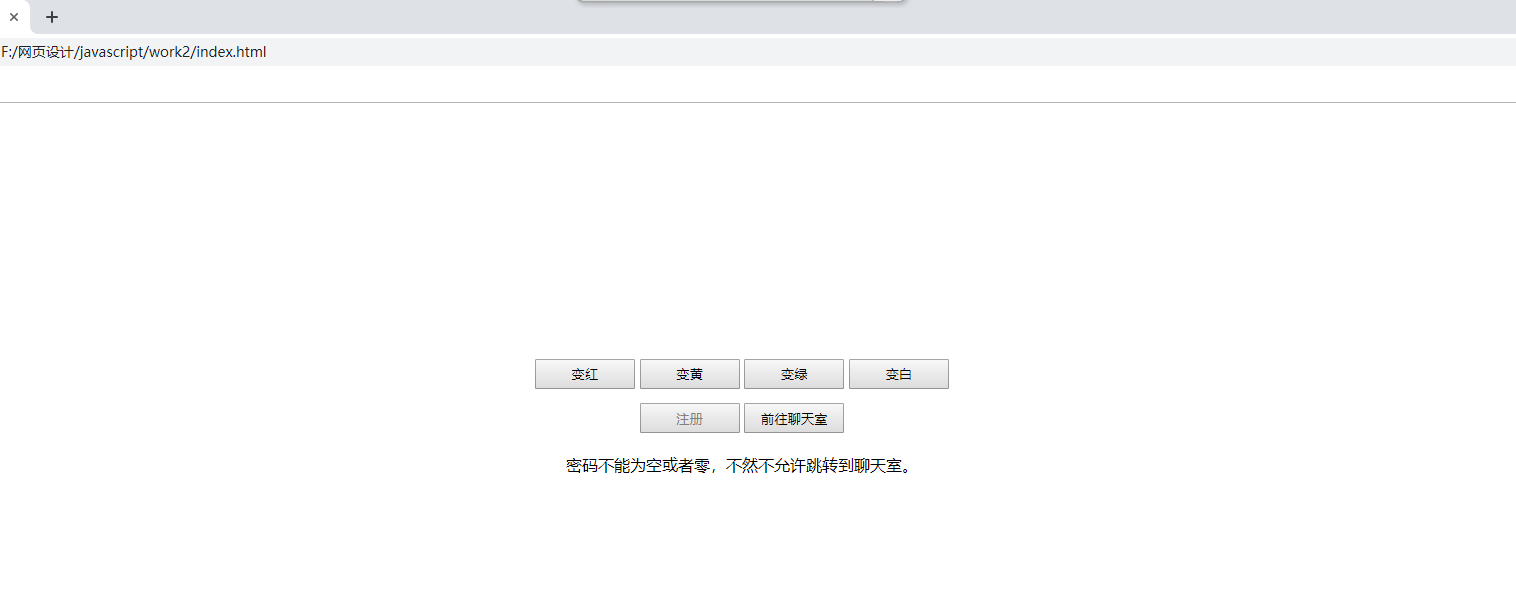 F:/网页设计/javascript/work2/index.html
变红 变黄 变绿 变白
注册 前往聊天室
密码不能为空或者零，不然不允许跳转到聊天室。